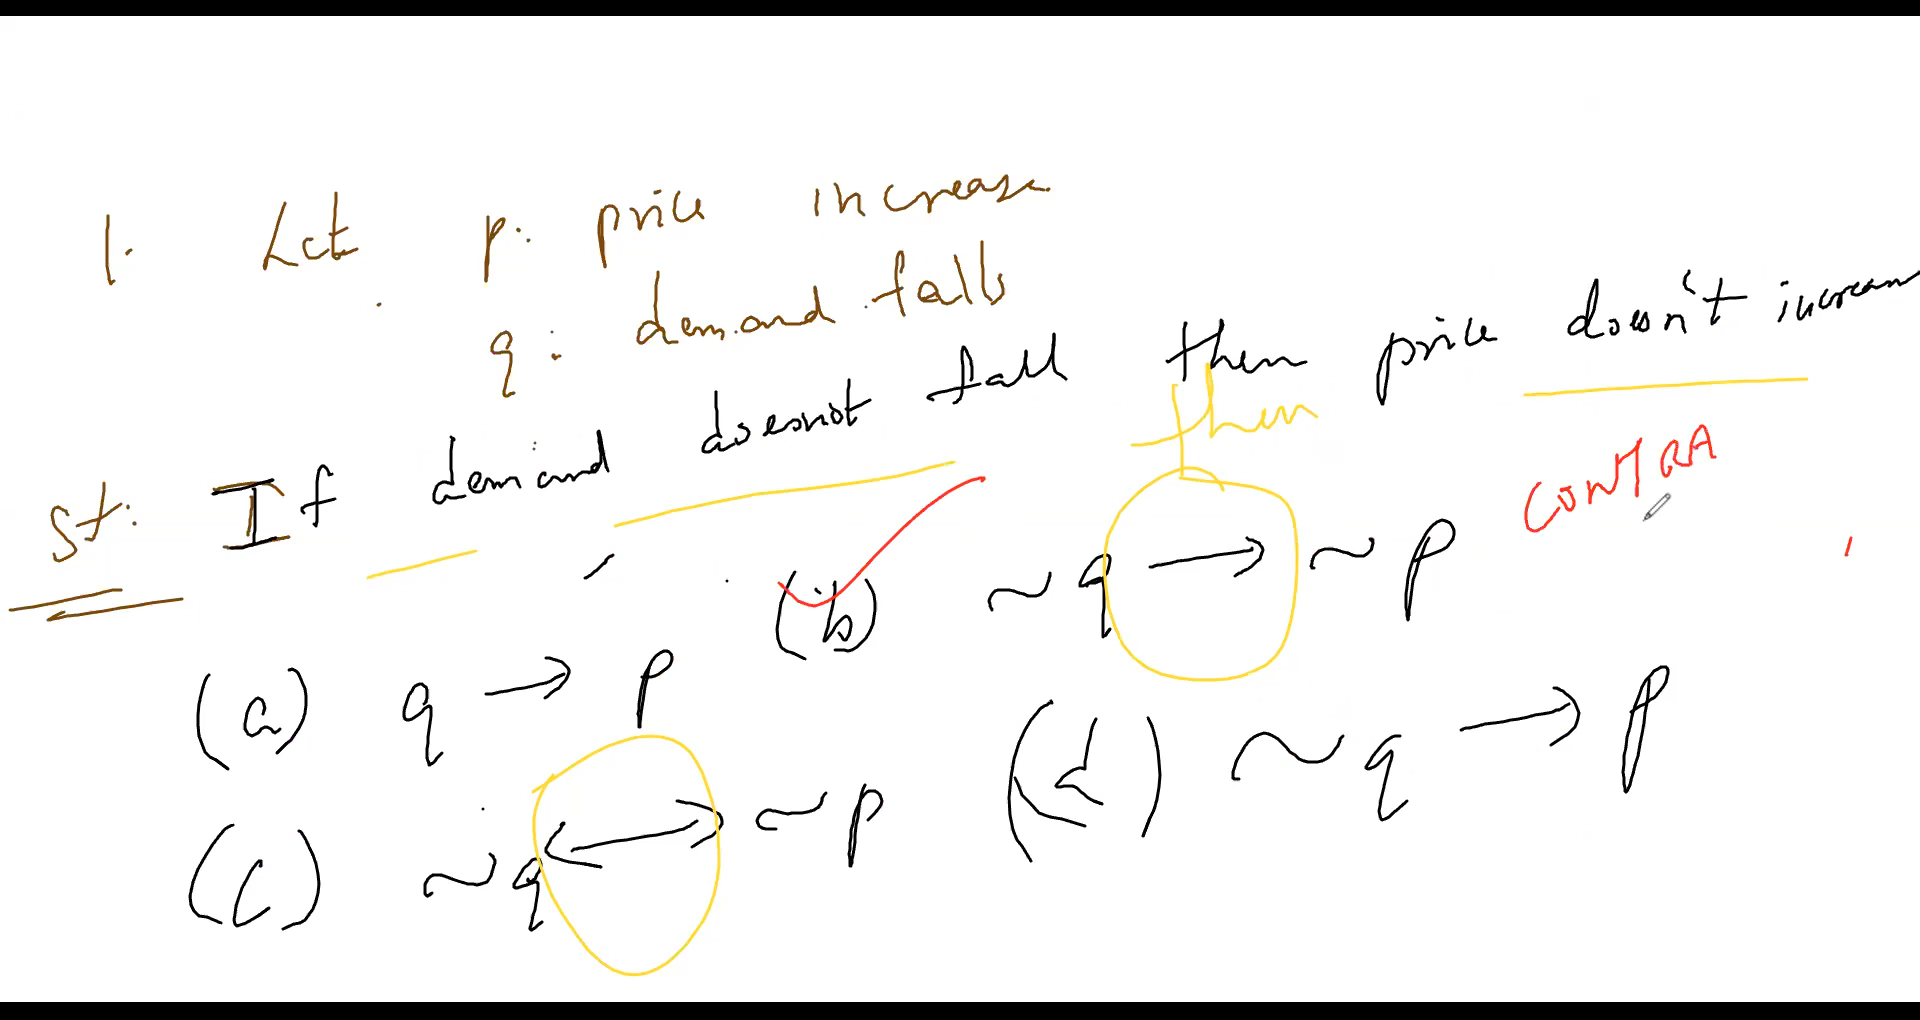 1. Let p: price increase
q: demand falls
St: If demand doesnot fall then price doesn't increase
then
CONTRA
(a) q → p
(b) ~q → ~p
(c) ~q ↔ ~p
(d) ~q → p